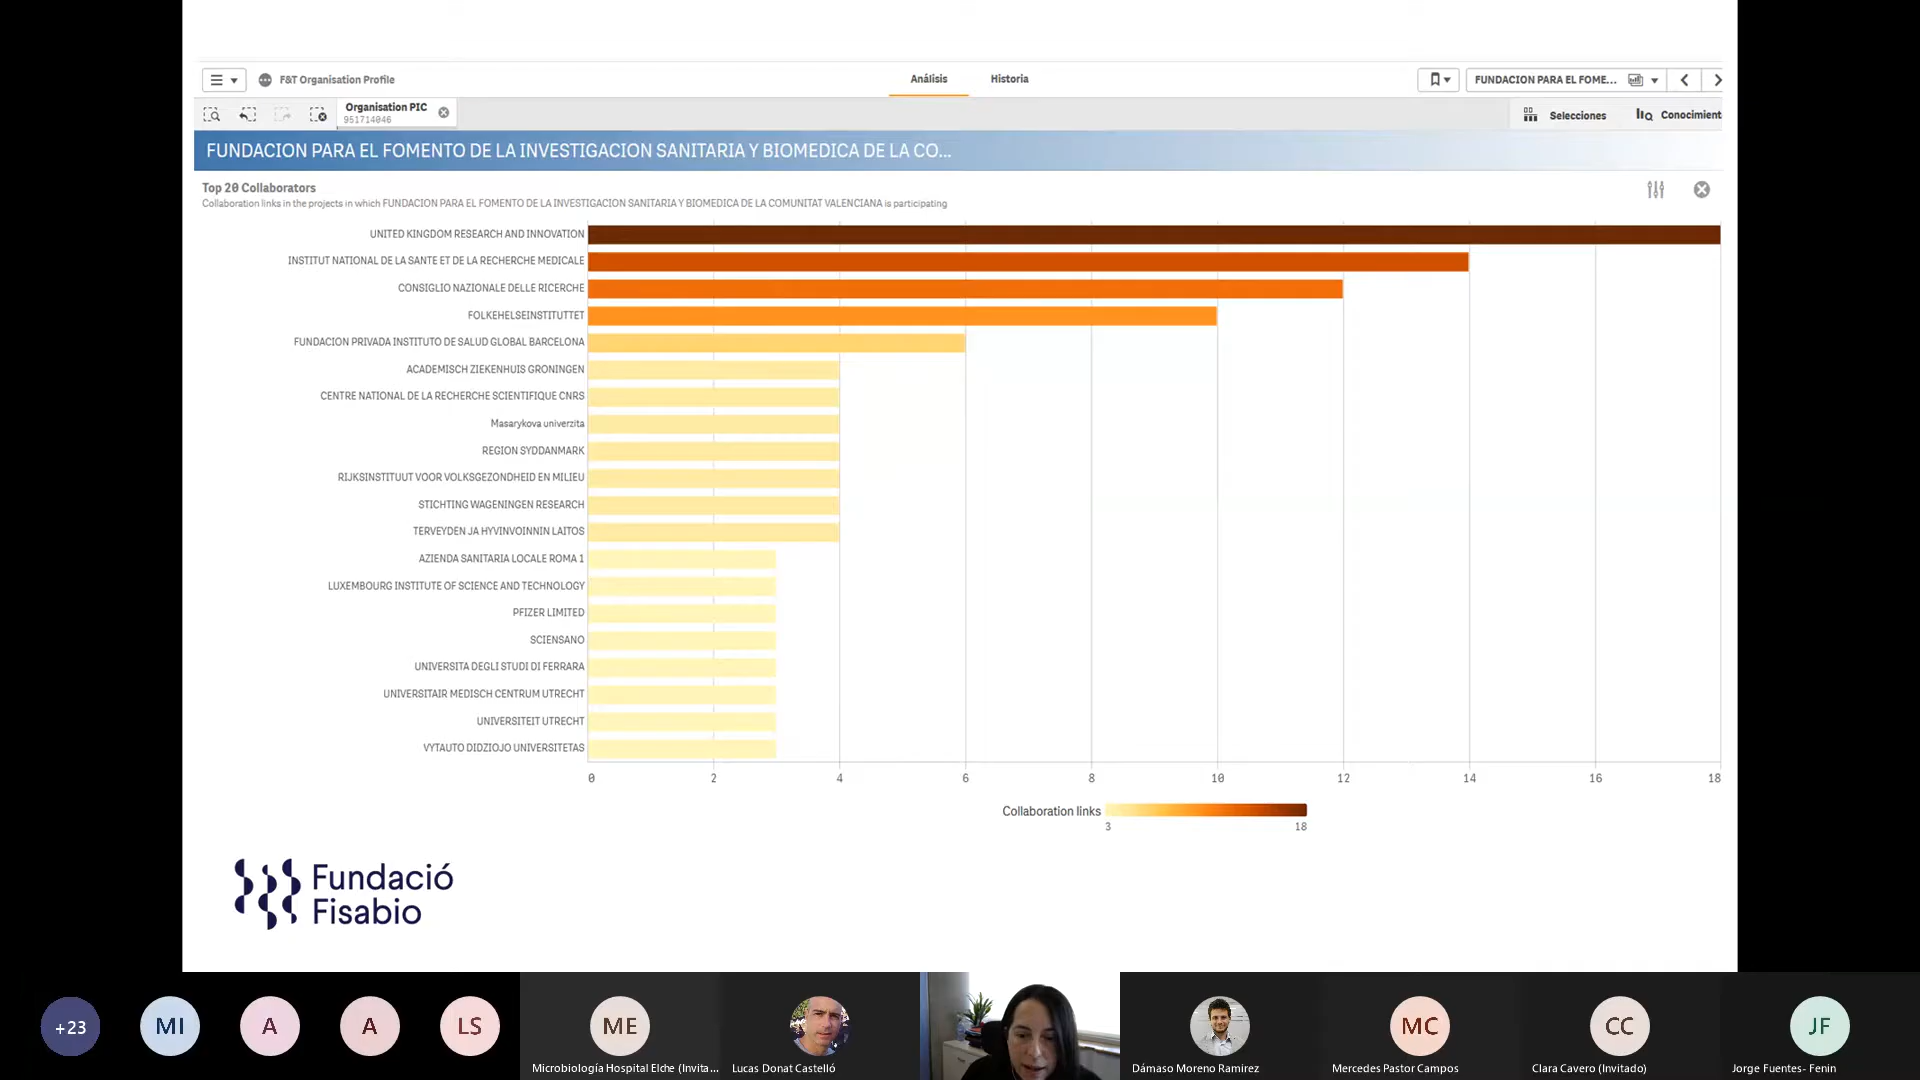 F&T Organisation Profile
Análisis
Historia
FUNDACION PARA EL FOME...
Organisation PIC
951714046
Selecciones
Conocimient
FUNDACION PARA EL FOMENTO DE LA INVESTIGACION SANITARIA Y BIOMEDICA DE LA CO...
Top 20 Collaborators
Collaboration links in the projects in which FUNDACION PARA EL FOMENTO DE LA INVESTIGACION SANITARIA Y BIOMEDICA DE LA COMUNITAT VALENCIANA is participating
UNITED KINGDOM RESEARCH AND INNOVATION
INSTITUT NATIONAL DE LA SANTE ET DE LA RECHERCHE MEDICALE
CONSIGLIO NAZIONALE DELLE RICERCHE
FOLKEHELSEINSTITUTTET
FUNDACION PRIVADA INSTITUTO DE SALUD GLOBAL BARCELONA
ACADEMISCH ZIEKENHUIS GRONINGEN
CENTRE NATIONAL DE LA RECHERCHE SCIENTIFIQUE CNRS
Masarykova univerzita
REGION SYDDANMARK
RIJKSINSTITUUT VOOR VOLKSGEZONDHEID EN MILIEU
STICHTING WAGENINGEN RESEARCH
TERVEYDEN JA HYVINVOINNIN LAITOS
AZIENDA SANITARIA LOCALE ROMA 1
LUXEMBOURG INSTITUTE OF SCIENCE AND TECHNOLOGY
PFIZER LIMITED
SCIENSANO
UNIVERSITA DEGLI STUDI DI FERRARA
UNIVERSITAIR MEDISCH CENTRUM UTRECHT
UNIVERSITEIT UTRECHT
VYTAUTO DIDZIOJO UNIVERSITETAS
0 2 4 6 8 10 12 14 16 18
Collaboration links
3 18
Fundació
Fisabio
+23
MI
A
A
LS
ME
MC
CC
JF
Microbiología Hospital Elche (Invita...
Lucas Donat Castelló
Dámaso Moreno Ramirez
Mercedes Pastor Campos
Clara Cavero (Invitado)
Jorge Fuentes- Fenin